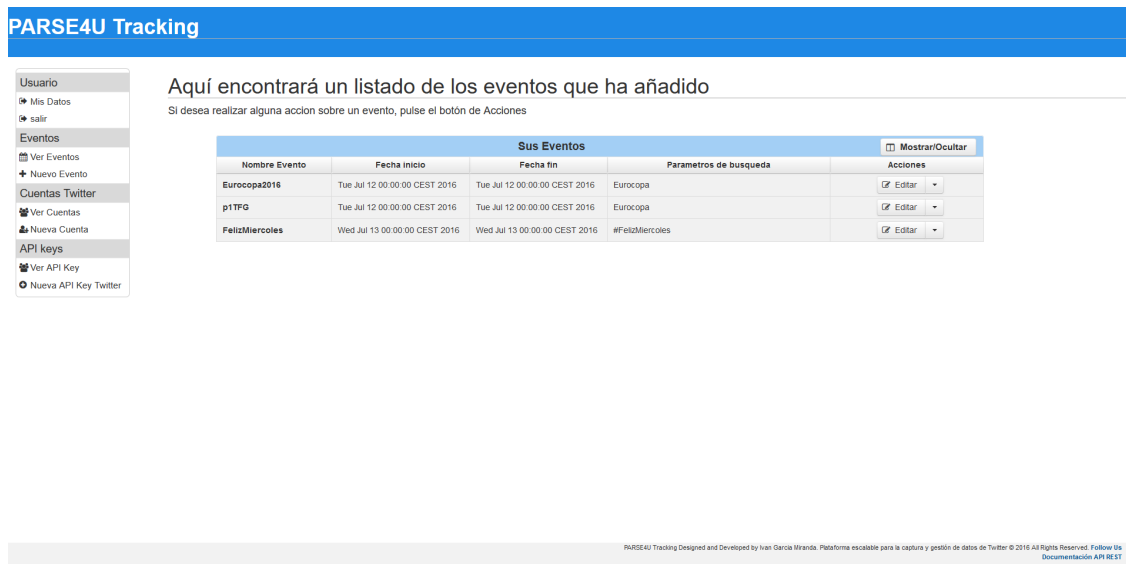 PARSE4U Tracking
Usuario
Mis Datos
salir
Eventos
Ver Eventos
Nuevo Evento
Cuentas Twitter
Ver Cuentas
Nueva Cuenta
API keys
Ver API Key
Nueva API Key Twitter
Aquí encontrará un listado de los eventos que ha añadido
Si desea realizar alguna accion sobre un evento, pulse el botón de Acciones
Sus Eventos Mostrar/Ocultar
Nombre Evento Fecha inicio Fecha fin Parametros de busqueda Acciones
Eurocopa2016 Tue Jul 12 00:00:00 CEST 2016 Tue Jul 12 00:00:00 CEST 2016 Eurocopa Editar
p1TFG Tue Jul 12 00:00:00 CEST 2016 Tue Jul 12 00:00:00 CEST 2016 Eurocopa Editar
FelizMiercoles Wed Jul 13 00:00:00 CEST 2016 Wed Jul 13 00:00:00 CEST 2016 #FelizMiercoles Editar
PARSE4U Tracking Designed and Developed by Ivan Garcia Miranda. Plataforma escalable para la captura y gestión de datos de Twitter © 2016 All Rights Reserved. Follow Us
Documentación API REST